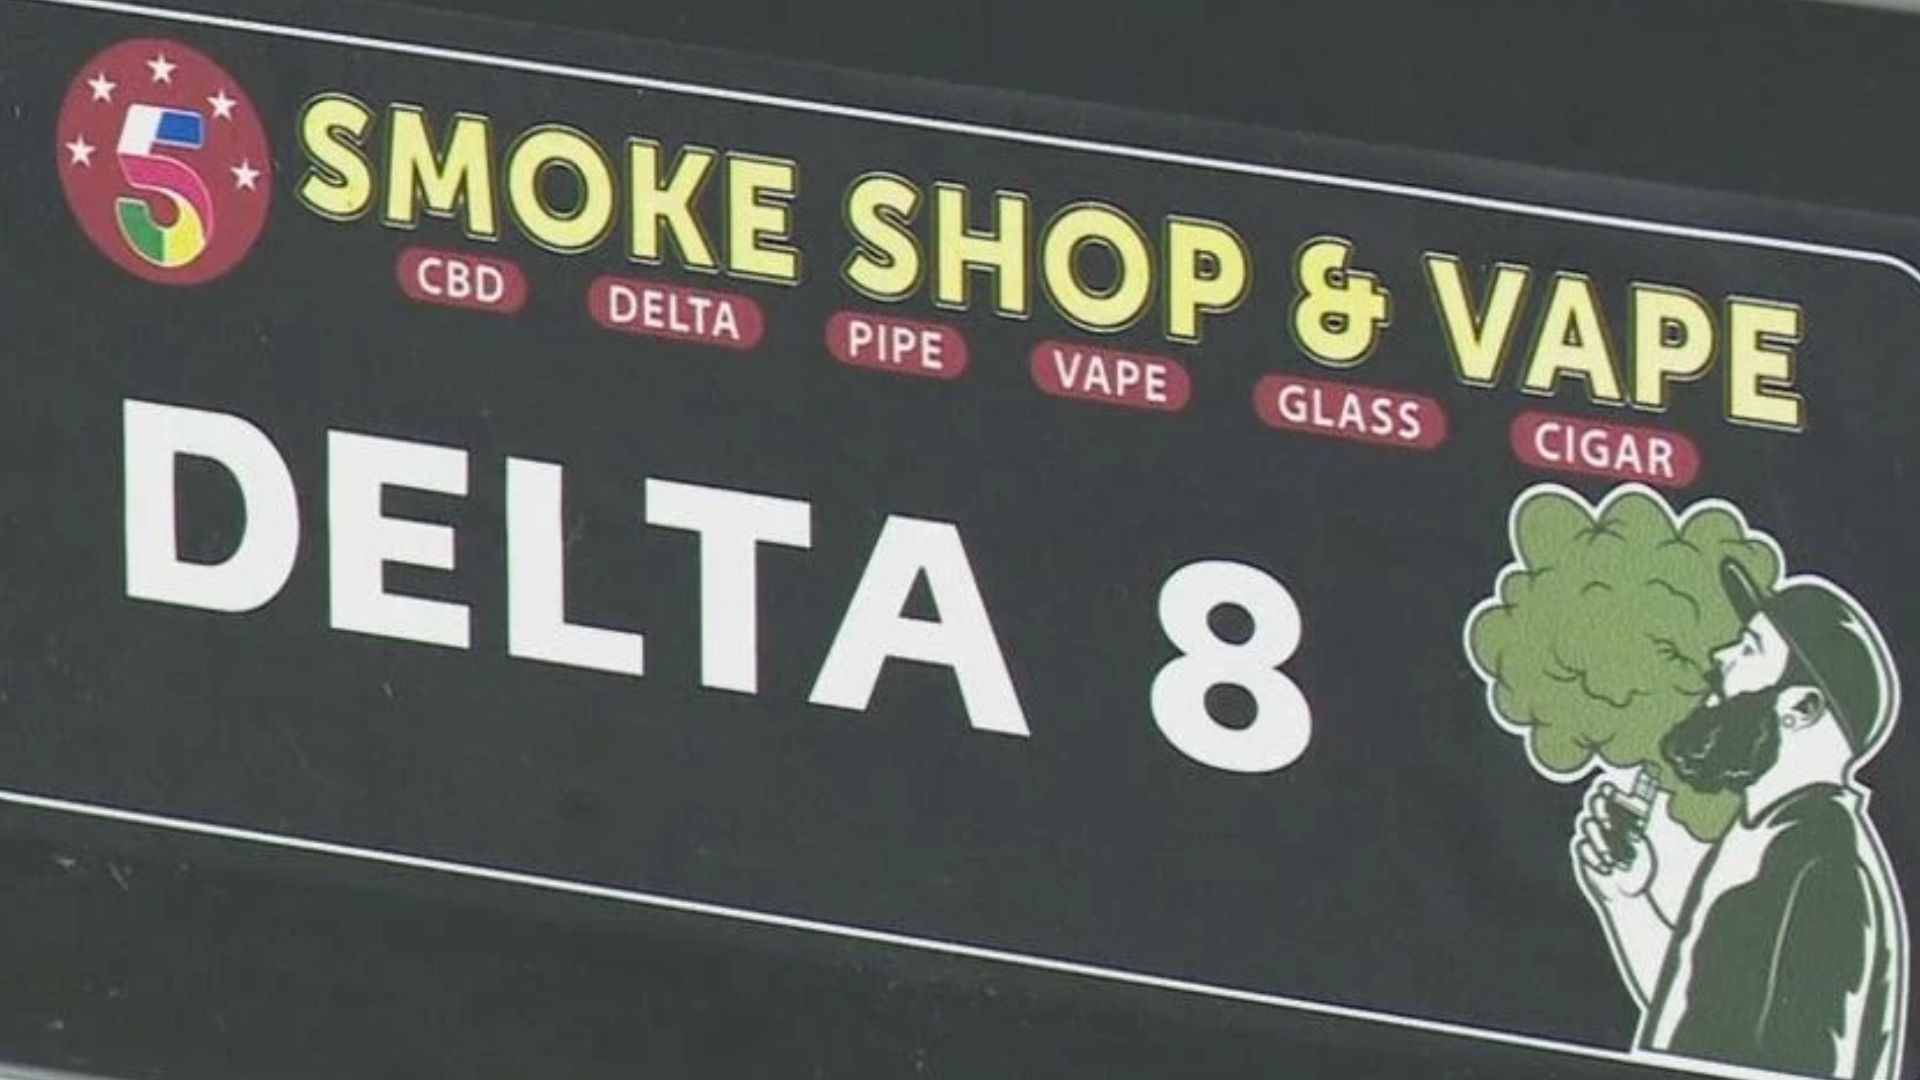 5 SMOKE SHOP & VAPE
CBD DELTA PIPE VAPE GLASS CIGAR
DELTA 8